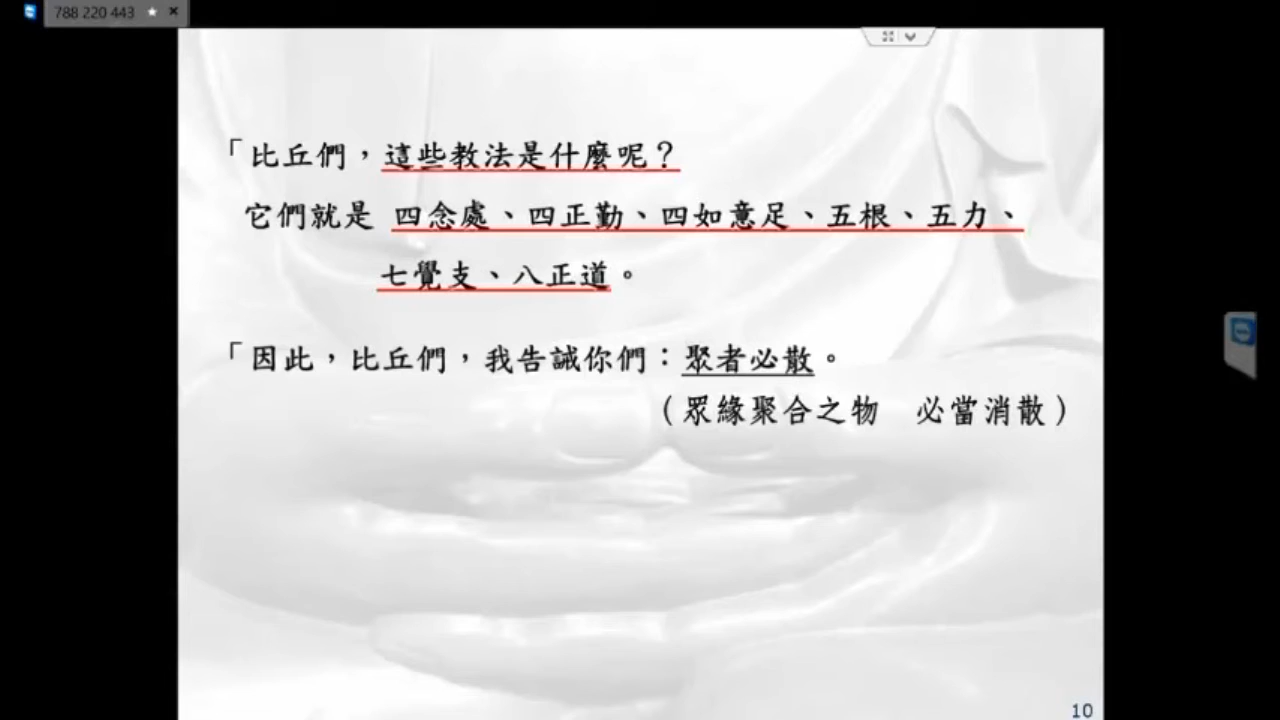 788 220 443
「比丘們，這些教法是什麼呢？
它們就是 四念處、四正勤、四如意足、五根、五力、
七覺支、八正道。
「因此，比丘們，我告誡你們：聚者必散。
（眾緣聚合之物　必當消散）
10